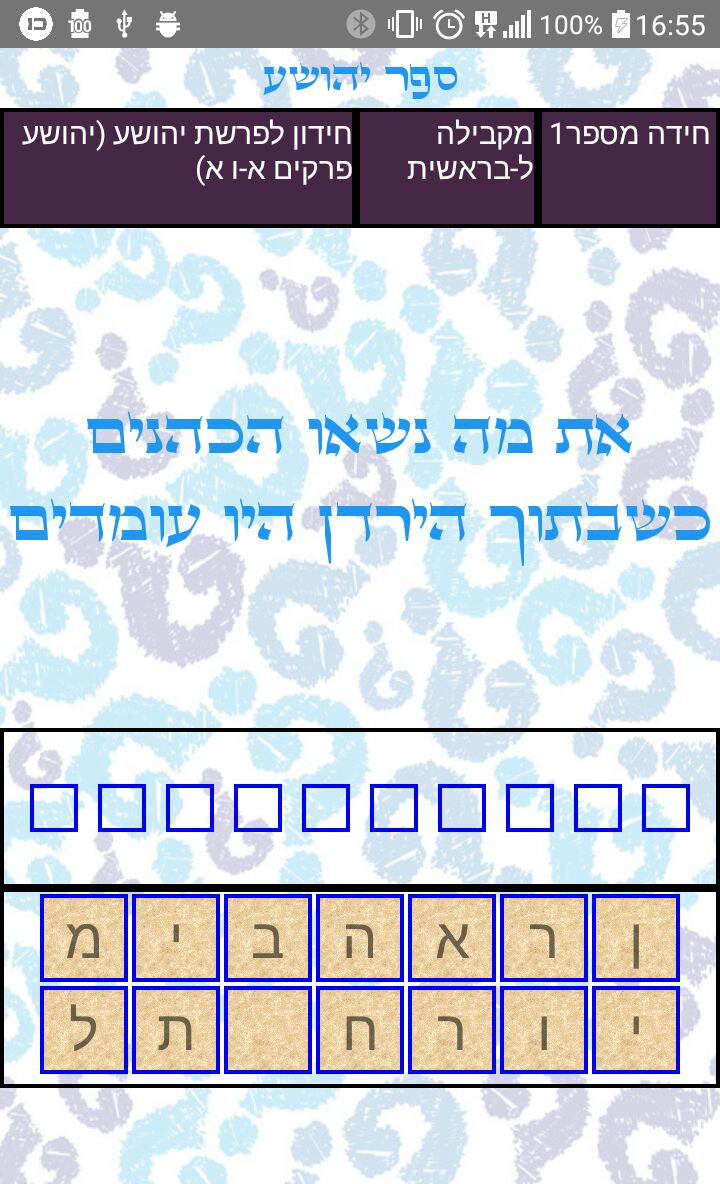 100 100% 16:55
ספר יהושע
חידה מספר1
מקבילה
ל-בראשית
חידון לפרשת יהושע (יהושע
פרקים א-ו א)
את מה נשאו הכהנים
כשבתוך הירדן היו עומדים
ן ר א ה ב י מ
י ו ר ח ת ל